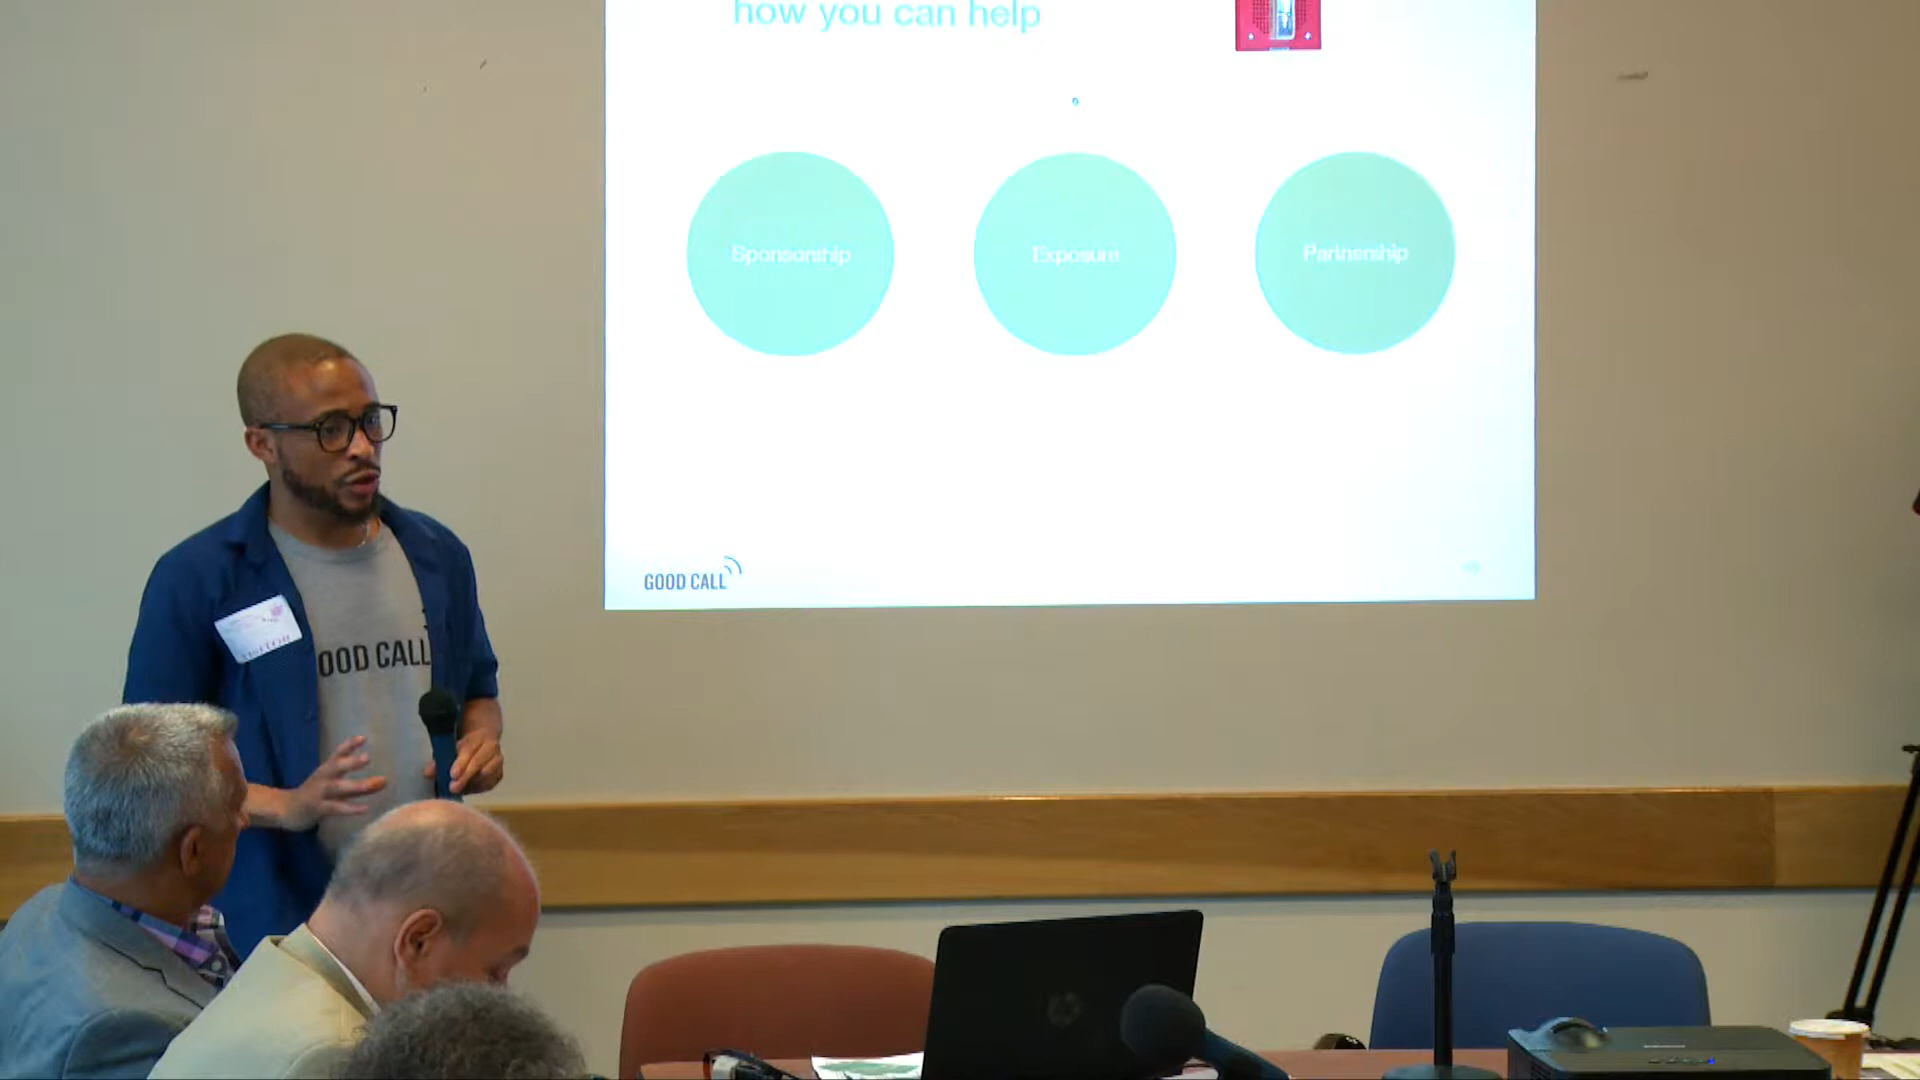 how you can help
Sponsorship
Exposure
Partnership
GOOD CALL
OOD CALL